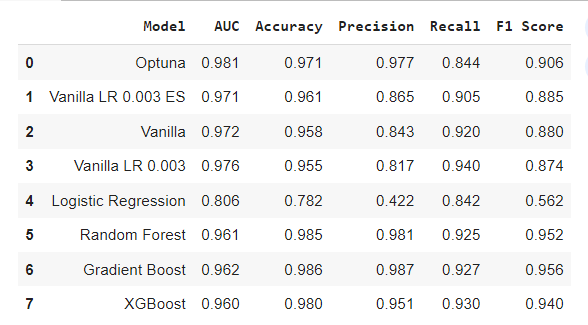 Model AUC Accuracy Precision Recall F1 Score
0 Optuna 0.981 0.971 0.977 0.844 0.906
1 Vanilla LR 0.003 ES 0.971 0.961 0.865 0.905 0.885
2 Vanilla 0.972 0.958 0.843 0.920 0.880
3 Vanilla LR 0.003 0.976 0.955 0.817 0.940 0.874
4 Logistic Regression 0.806 0.782 0.422 0.842 0.562
5 Random Forest 0.961 0.985 0.981 0.925 0.952
6 Gradient Boost 0.962 0.986 0.987 0.927 0.956
7 XGBoost 0.960 0.980 0.951 0.930 0.940